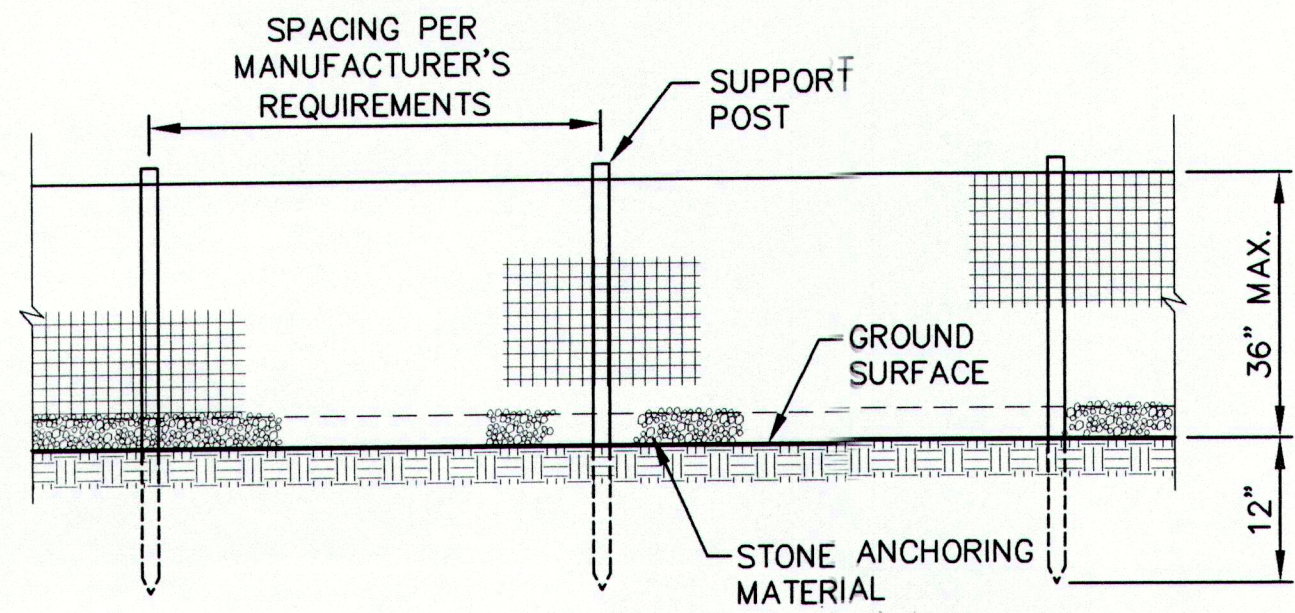 SPACING PER
MANUFACTURER'S
REQUIREMENTS
SUPPORT
POST
36" MAX.
GROUND
SURFACE
12"
STONE ANCHORING
MATERIAL